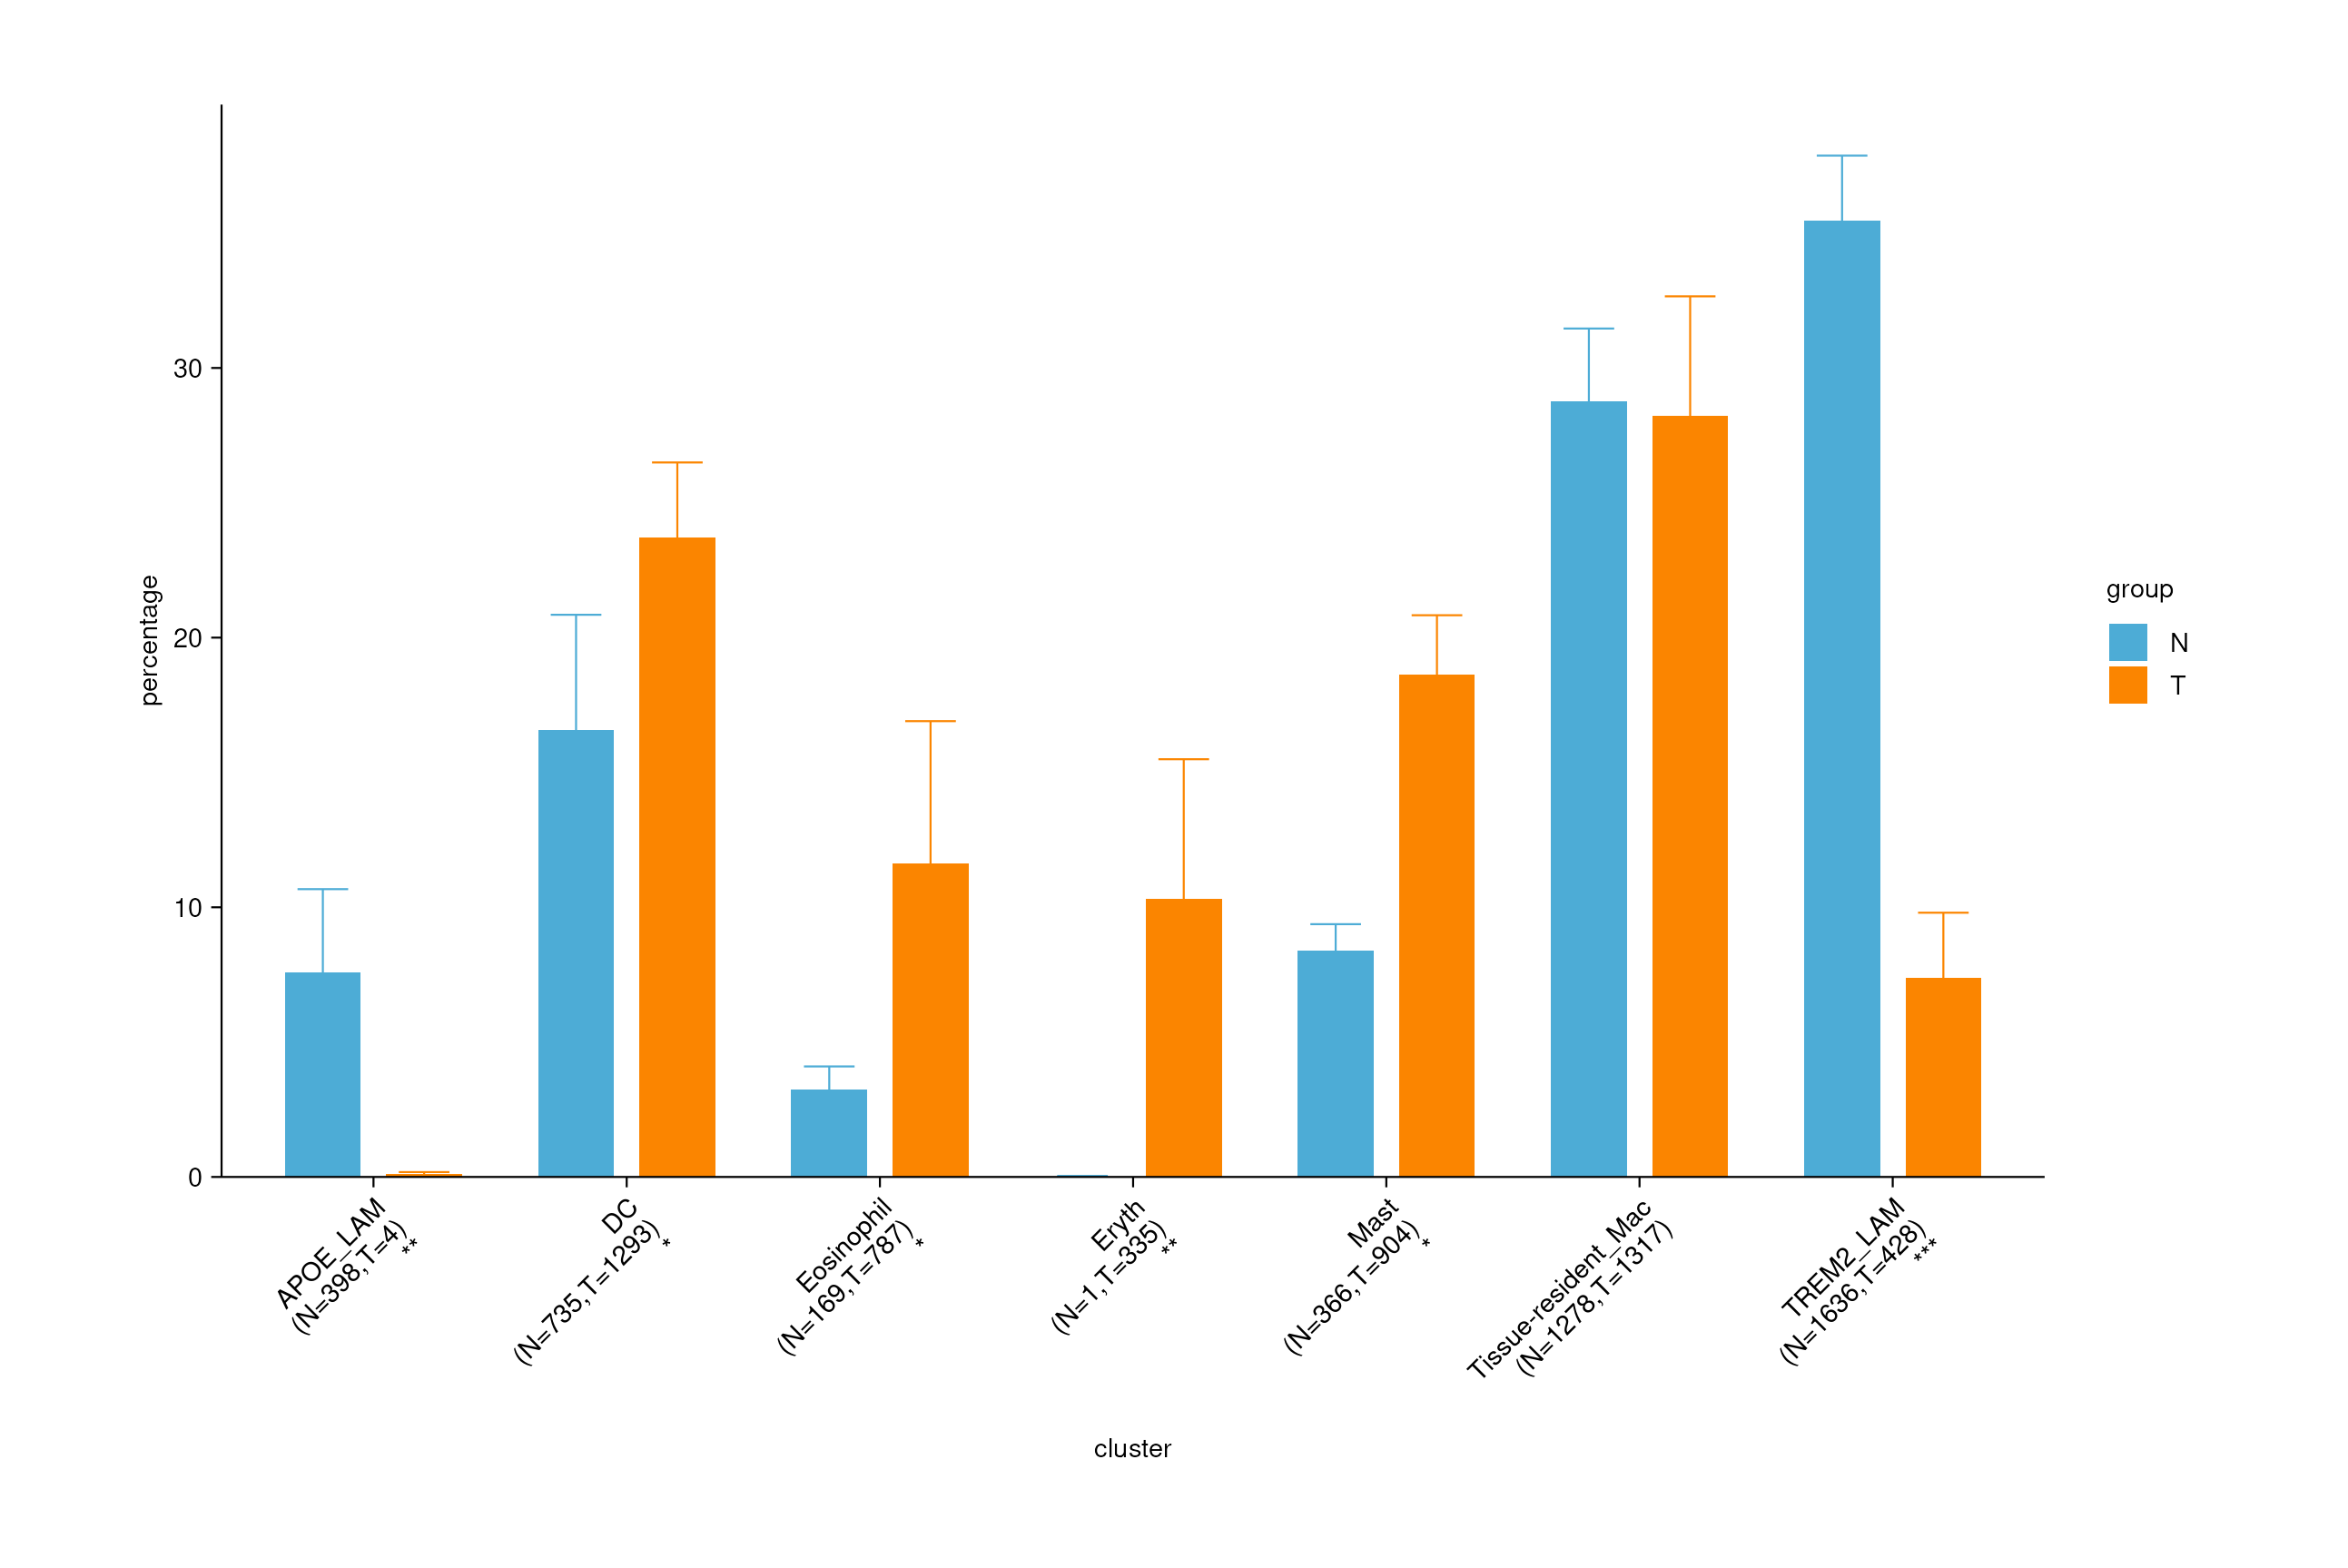 percentage
30
20
10
0
APOE_LAM
(N=398,T=4)
**
DC
(N=735,T=1293)
*
Eosinophil
(N=169,T=787)
*
Eryth
(N=1,T=335)
**
Mast
(N=366,T=904)
*
Tissue-resident_Mac
(N=1278,T=1317)
TREM2_LAM
(N=1636,T=428)
***
cluster
group
N
T